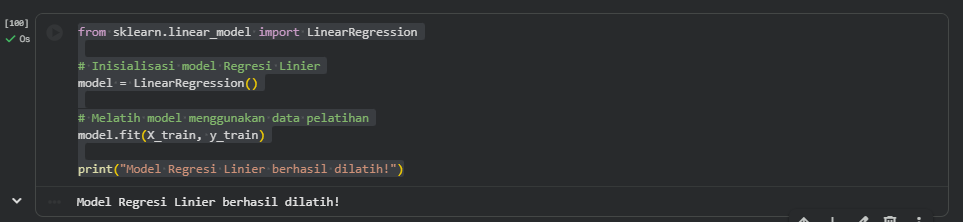 [100]
0s
from sklearn.linear_model import LinearRegression
# Inisialisasi model Regresi Linier
model = LinearRegression()
# Melatih model menggunakan data pelatihan
model.fit(X_train, y_train)
print("Model Regresi Linier berhasil dilatih!")
Model Regresi Linier berhasil dilatih!